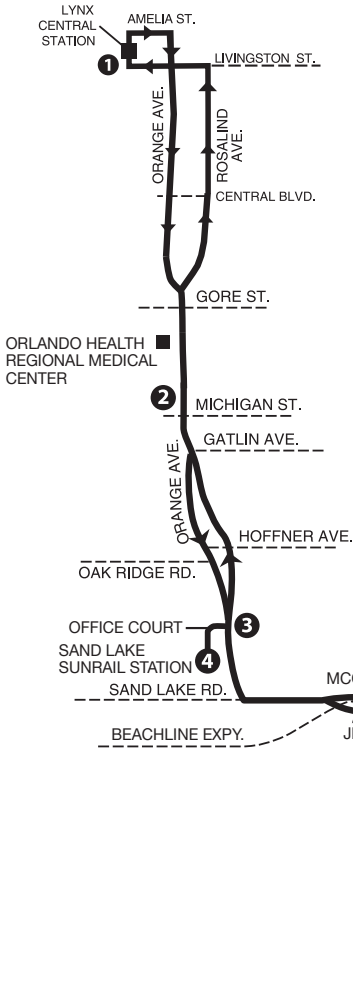 LYNX
CENTRAL
STATION
AMELIA ST.
1
LIVINGSTON ST.
ORANGE AVE.
ROSALIND
AVE.
CENTRAL BLVD.
GORE ST.
ORLANDO HEALTH
REGIONAL MEDICAL
CENTER
2
MICHIGAN ST.
GATLIN AVE.
ORANGE AVE.
HOFFNER AVE.
OAK RIDGE RD.
OFFICE COURT
3
SAND LAKE
SUNRAIL STATION
4
SAND LAKE RD.
BEACHLINE EXPY.